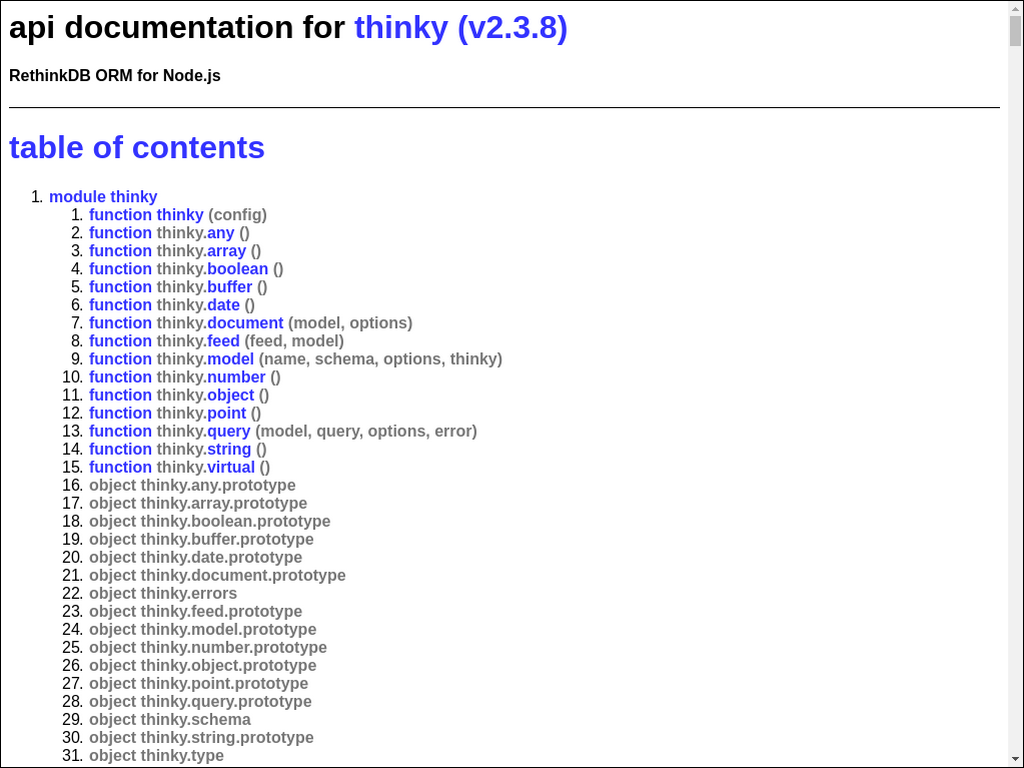 api documentation for thinky (v2.3.8)
RethinkDB ORM for Node.js
table of contents
1. module thinky
1. function thinky (config)
2. function thinky.any ()
3. function thinky.array ()
4. function thinky.boolean ()
5. function thinky.buffer ()
6. function thinky.date ()
7. function thinky.document (model, options)
8. function thinky.feed (feed, model)
9. function thinky.model (name, schema, options, thinky)
10. function thinky.number ()
11. function thinky.object ()
12. function thinky.point ()
13. function thinky.query (model, query, options, error)
14. function thinky.string ()
15. function thinky.virtual ()
16. object thinky.any.prototype
17. object thinky.array.prototype
18. object thinky.boolean.prototype
19. object thinky.buffer.prototype
20. object thinky.date.prototype
21. object thinky.document.prototype
22. object thinky.errors
23. object thinky.feed.prototype
24. object thinky.model.prototype
25. object thinky.number.prototype
26. object thinky.object.prototype
27. object thinky.point.prototype
28. object thinky.query.prototype
29. object thinky.schema
30. object thinky.string.prototype
31. object thinky.type